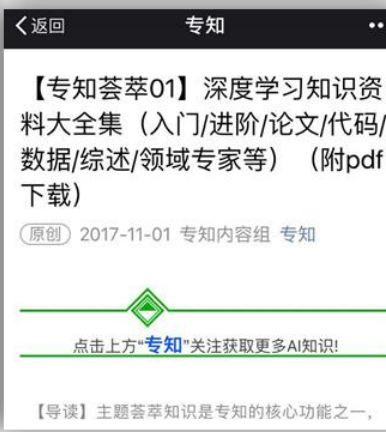 返回 专知
【专知荟萃01】深度学习知识资
料大全集（入门/进阶/论文/代码/
数据/综述/领域专家等）（附pdf
下载）
原创 2017-11-01 专知内容组 专知
点击上方“专知”关注获取更多AI知识!
【导读】主题荟萃知识是专知的核心功能之一，